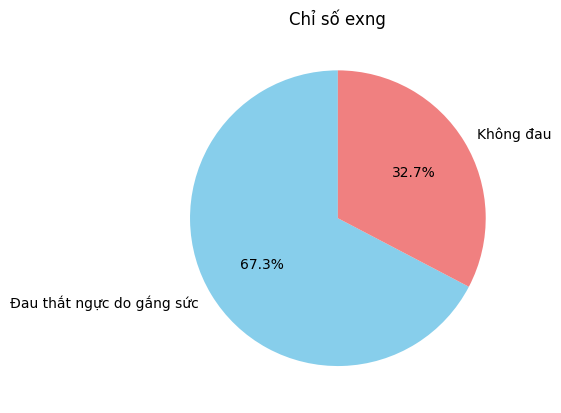 Chỉ số exng
Không đau
32.7%
67.3%
Đau thắt ngực do gắng sức